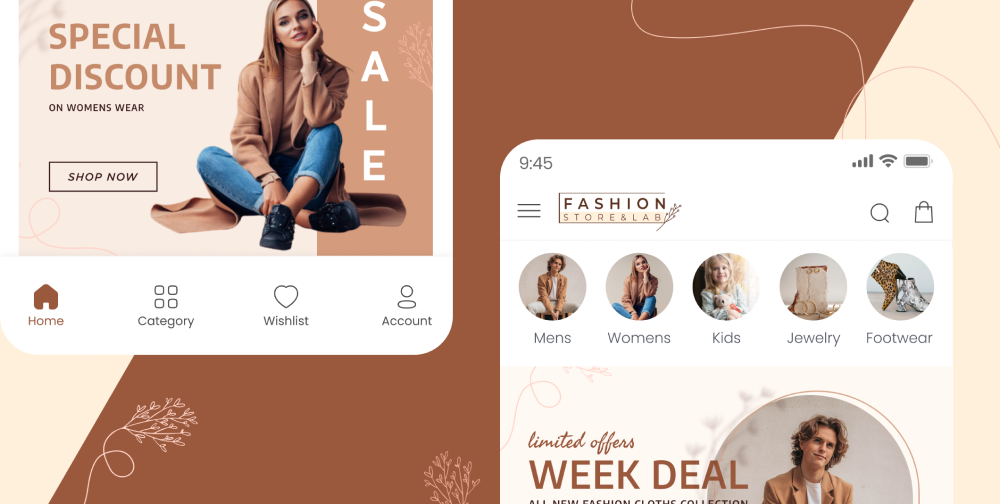 SPECIAL
DISCOUNT
ON WOMENS WEAR
SHOP NOW
SALE
Home
Category
Wishlist
Account
9:45
FASHION
STORE&LAB
Mens
Womens
Kids
Jewelry
Footwear
limited offers
WEEK DEAL
ALL NEW FASHION CLOTHS COLLECTION